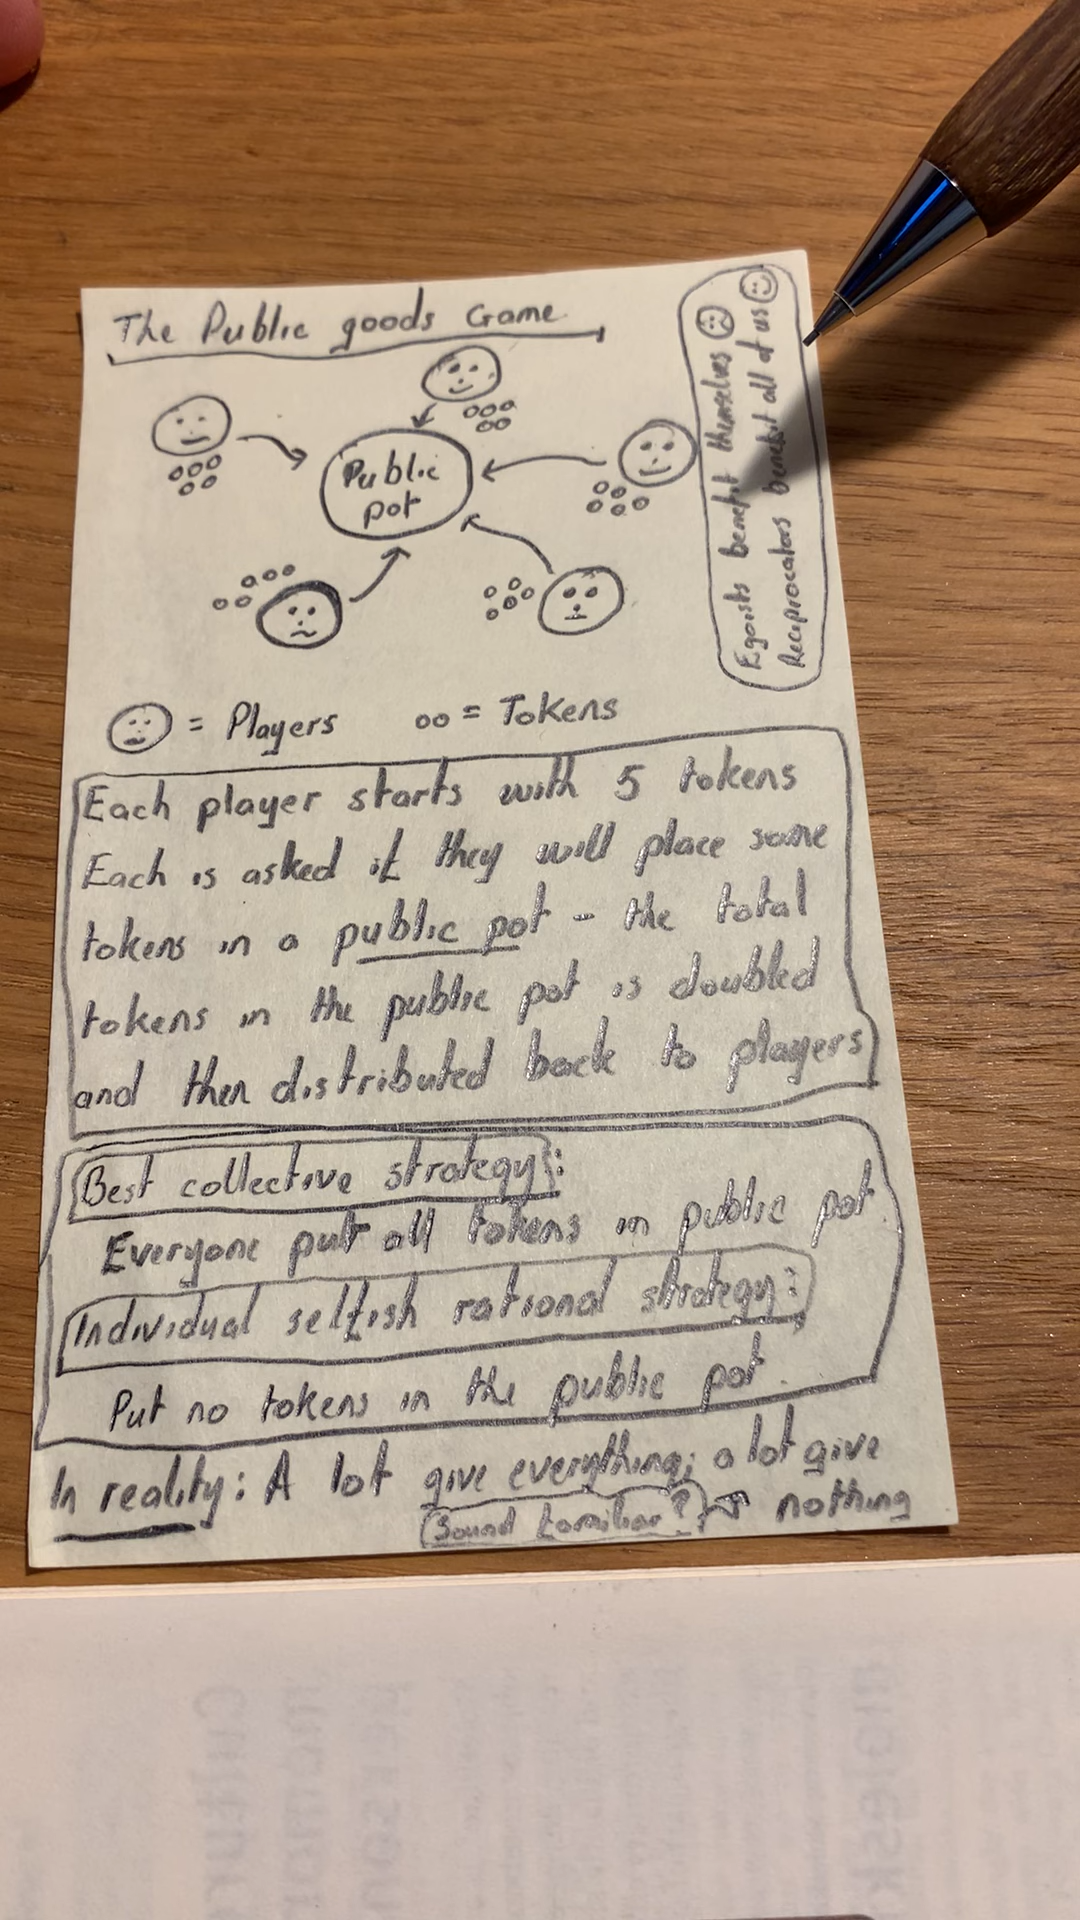 The Public goods Game
Public
pot
Egoists benefit themselves
Reciprocators benefit all of us
= Players
= Tokens
Each player starts with 5 tokens
Each is asked if they will place some
tokens in a public pot - the total
tokens in the public pot is doubled
and then distributed back to players
Best collective strategy:
Everyone put all tokens in public pot
Individual selfish rational strategy:
Put no tokens in the public pot.
In reality: A lot give everything; a lot give
nothing
Sound familiar?